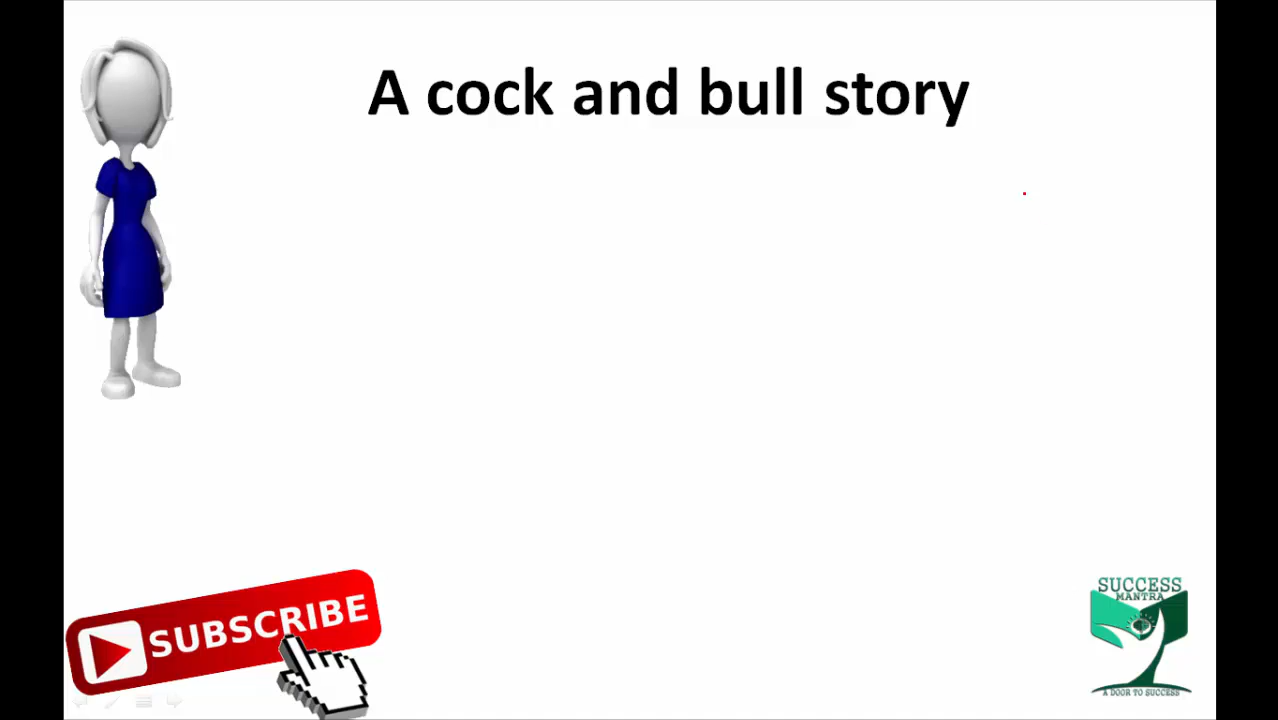 A cock and bull story
SUBSCRIBE
SUCCESS
MANTRA
A DOOR TO SUCCESS